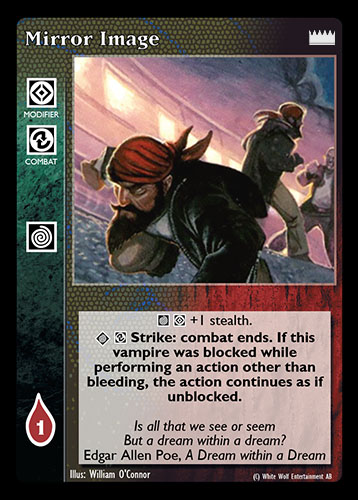 Mirror Image
MODIFIER
COMBAT
+1 stealth.
Strike: combat ends. If this
vampire was blocked while
performing an action other than
bleeding, the action continues as if
unblocked.
Is all that we see or seem
But a dream within a dream?
Edgar Allen Poe, A Dream within a Dream
1
Illus: William O'Connor
(C) White Wolf Entertainment AB